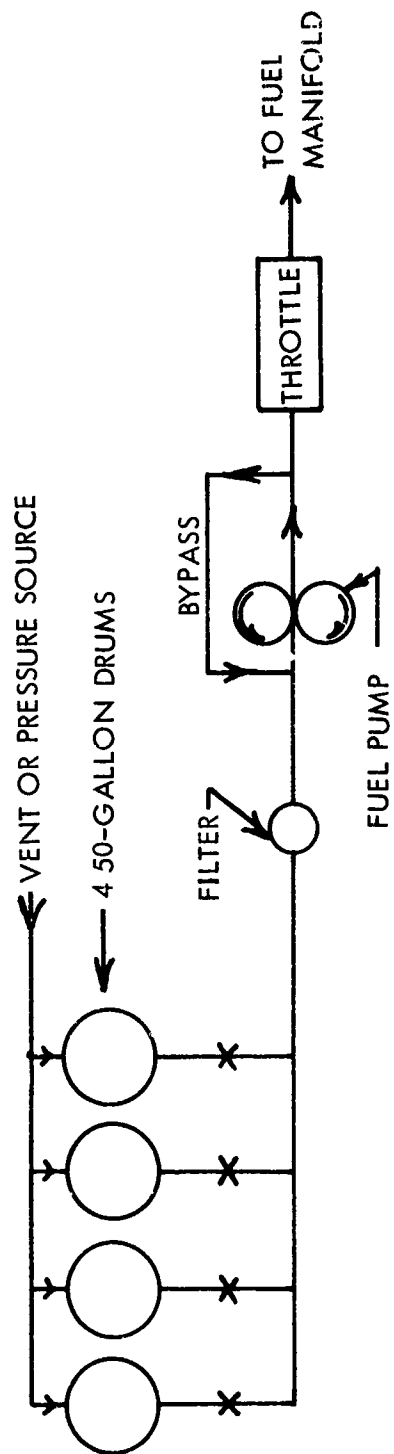 VENT OR PRESSURE SOURCE
4 50-GALLON DRUMS
FILTER
BYPASS
FUEL PUMP
THROTTLE
TO FUEL
MANIFOLD